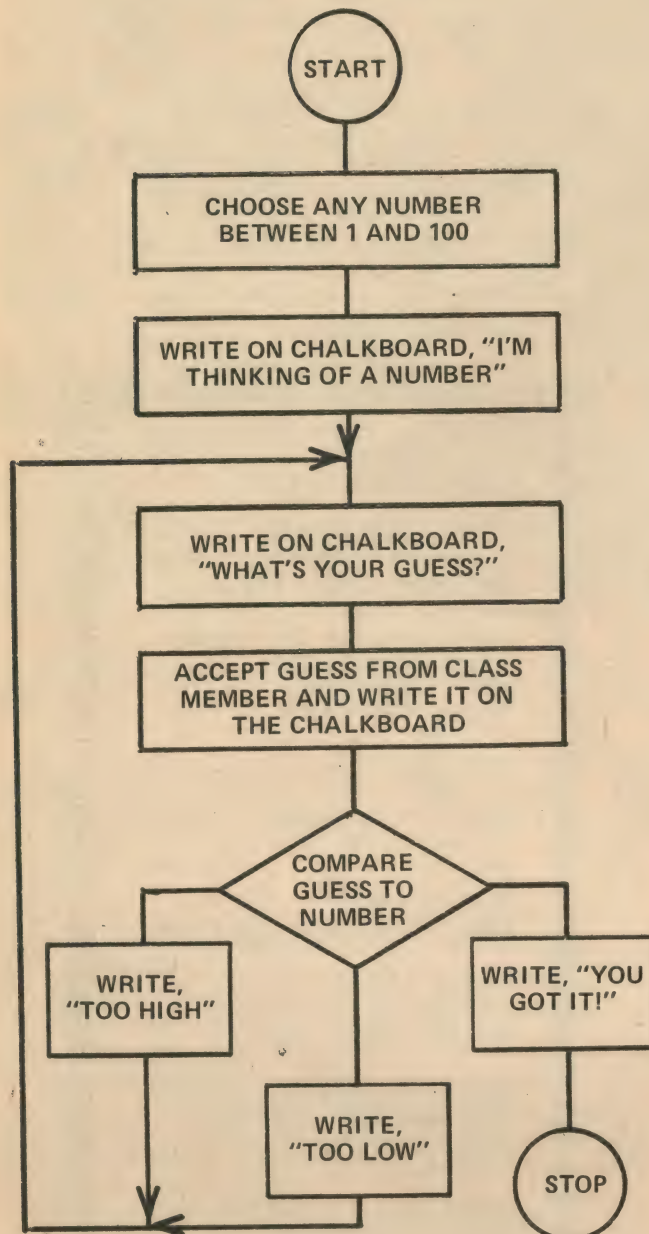 START
CHOOSE ANY NUMBER
BETWEEN 1 AND 100
WRITE ON CHALKBOARD, "I'M
THINKING OF A NUMBER"
WRITE ON CHALKBOARD,
"WHAT'S YOUR GUESS?"
ACCEPT GUESS FROM CLASS
MEMBER AND WRITE IT ON
THE CHALKBOARD
COMPARE
GUESS TO
NUMBER
WRITE,
"TOO HIGH"
WRITE,
"TOO LOW"
WRITE, "YOU
GOT IT!"
STOP